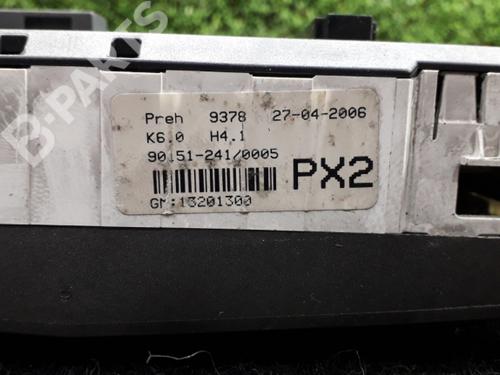 B-PARTS
Preh 9378 27-04-2006
K6.0 H4.1
90.51-241/0005
PX2
GM:13201300